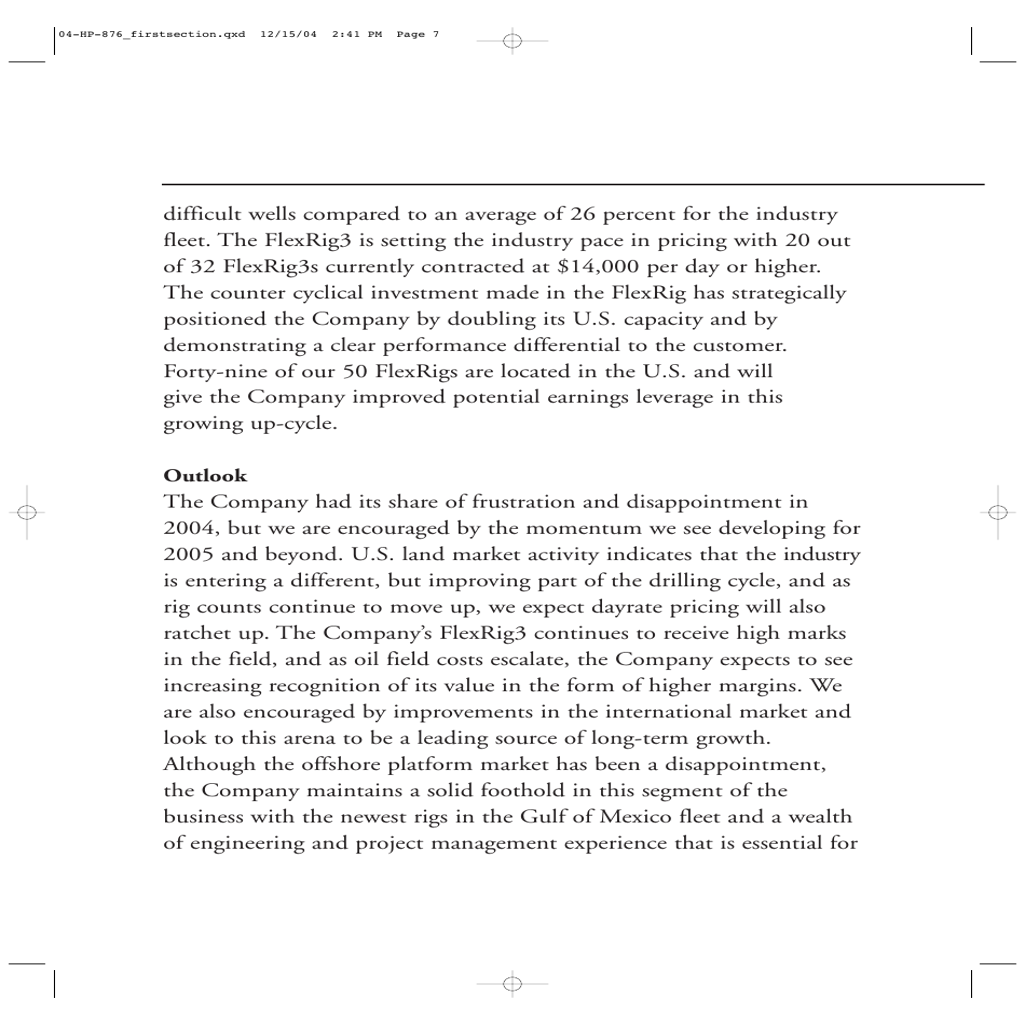 04-HP-876_firstsection.qxd 12/15/04 2:41 PM Page 7
difficult wells compared to an average of 26 percent for the industry
fleet. The FlexRig3 is setting the industry pace in pricing with 20 out
of 32 FlexRig3s currently contracted at $14,000 per day or higher.
The counter cyclical investment made in the FlexRig has strategically
positioned the Company by doubling its U.S. capacity and by
demonstrating a clear performance differential to the customer.
Forty-nine of our 50 FlexRigs are located in the U.S. and will
give the Company improved potential earnings leverage in this
growing up-cycle.
Outlook
The Company had its share of frustration and disappointment in
2004, but we are encouraged by the momentum we see developing for
2005 and beyond. U.S. land market activity indicates that the industry
is entering a different, but improving part of the drilling cycle, and as
rig counts continue to move up, we expect dayrate pricing will also
ratchet up. The Company’s FlexRig3 continues to receive high marks
in the field, and as oil field costs escalate, the Company expects to see
increasing recognition of its value in the form of higher margins. We
are also encouraged by improvements in the international market and
look to this arena to be a leading source of long-term growth.
Although the offshore platform market has been a disappointment,
the Company maintains a solid foothold in this segment of the
business with the newest rigs in the Gulf of Mexico fleet and a wealth
of engineering and project management experience that is essential for